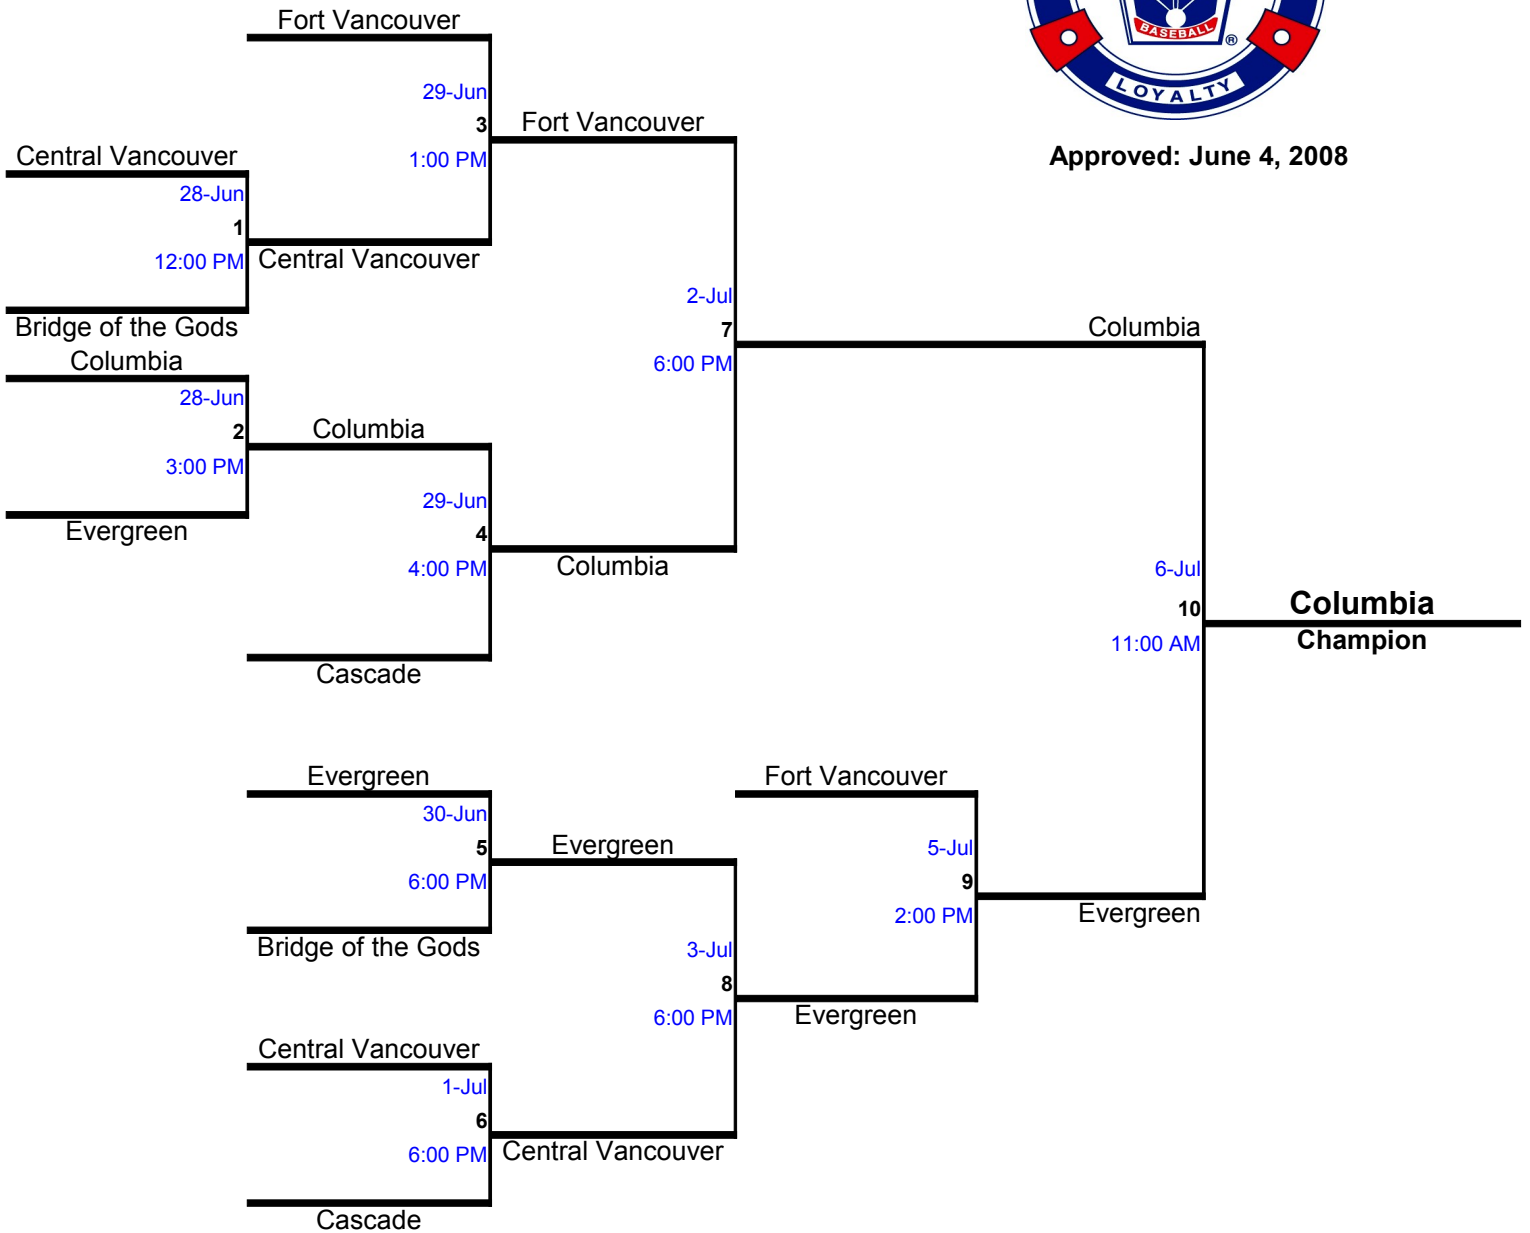 Fort Vancouver
BASEBALL
®
LOYALTY
29-Jun
3
1:00 PM
Fort Vancouver
Approved: June 4, 2008
Central Vancouver
28-Jun
1
12:00 PM
Central Vancouver
Bridge of the Gods
2-Jul
7
6:00 PM
Columbia
Columbia
28-Jun
2
3:00 PM
Columbia
Evergreen
29-Jun
4
4:00 PM
Columbia
Cascade
6-Jul
10
11:00 AM
Columbia
Champion
Evergreen
30-Jun
5
6:00 PM
Evergreen
Bridge of the Gods
Fort Vancouver
5-Jul
9
2:00 PM
Evergreen
3-Jul
8
6:00 PM
Evergreen
Central Vancouver
1-Jul
6
6:00 PM
Central Vancouver
Cascade